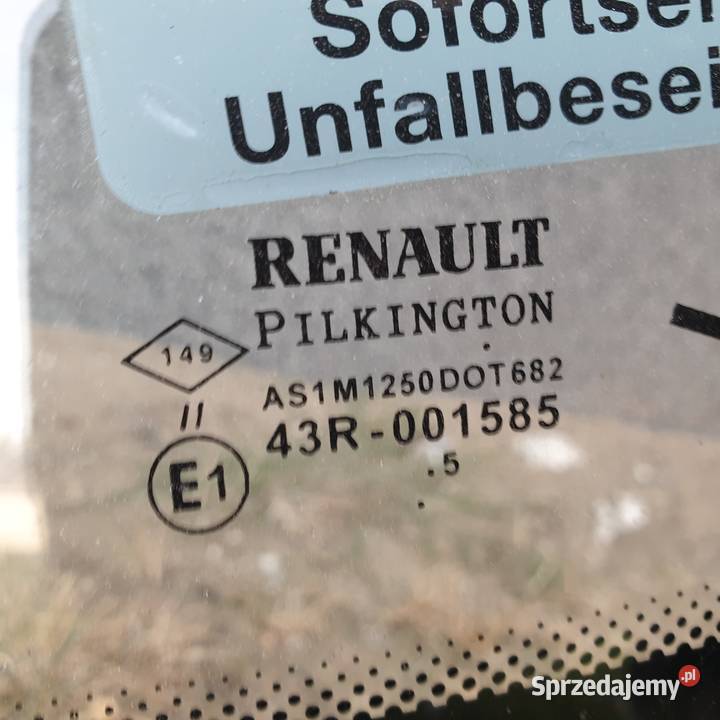 Sofortse
Unfallbesei
RENAULT
PILKINGTON
149
AS1M1250DOT682
II
43R-001585
E1
.5
.
Sprzedajemy.pl